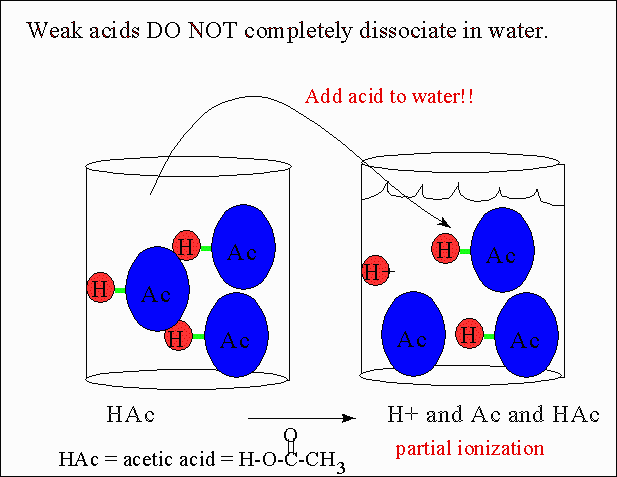 Weak acids DO NOT completely dissociate in water.
Add acid to water!!
H Ac
H Ac
H Ac
H Ac
H+
Ac
H Ac
HAc
H+ and Ac and HAc
partial ionization
O
HAc = acetic acid = H-O-C-CH3